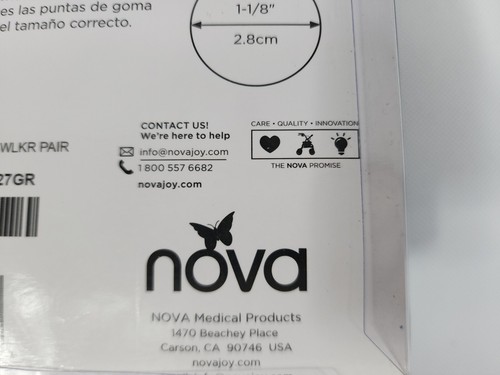 es las puntas de goma
el tamaño correcto.
1-1/8"
2.8cm
WLKR PAIR
27GR
CONTACT US!
We're here to help
info@novajoy.com
1 800 557 6682
novajoy.com
CARE • QUALITY • INNOVATION
THE NOVA PROMISE
nova
NOVA Medical Products
1470 Beachey Place
Carson, CA 90746 USA
novajoy.com